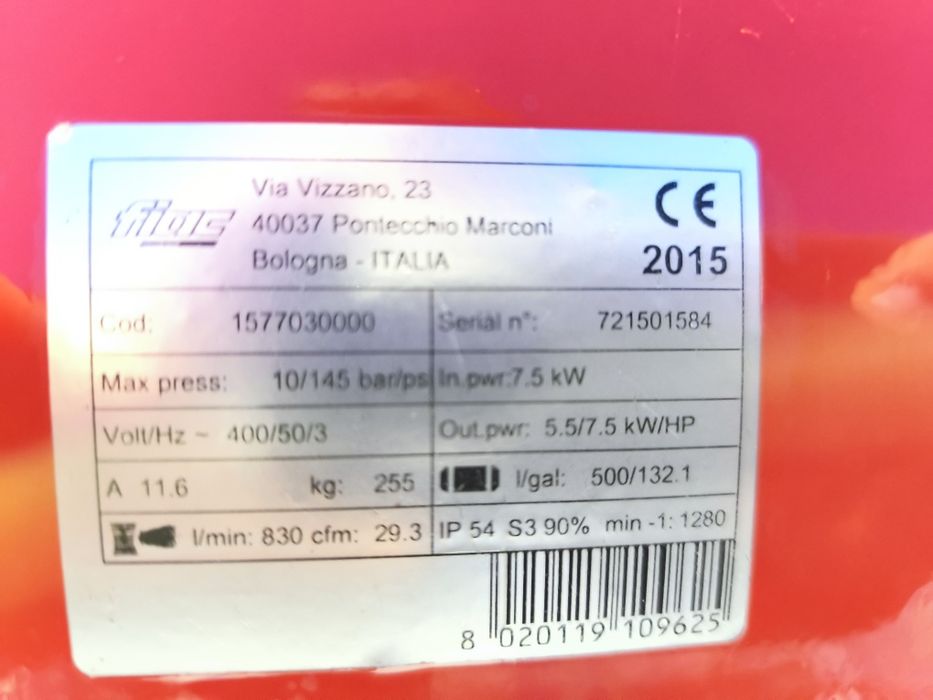 fiac
Via Vizzano, 23
40037 Pontecchio Marconi
Bologna - ITALIA
CE
2015
Cod: 1577030000 Serial n°: 721501584
Max press: 10/145 bar/psi In.pwr:7.5 kW
Volt/Hz ~ 400/50/3 Out.pwr: 5.5/7.5 kW/HP
A 11.6 kg: 255 l/gal: 500/132.1
l/min: 830 cfm: 29.3 IP 54 S3 90% min -1: 1280
8 020119 109625